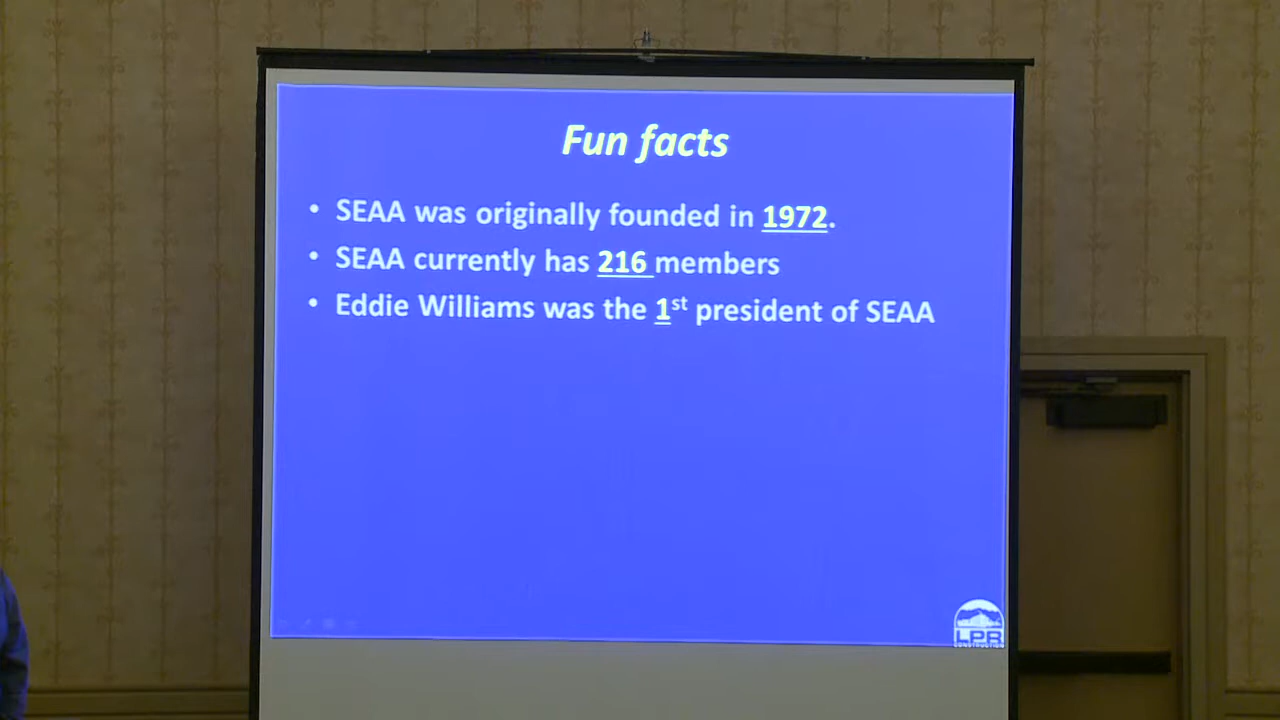 Fun facts
• SEAA was originally founded in 1972.
• SEAA currently has 216 members
• Eddie Williams was the 1st president of SEAA
LPR
CONSTRUCTION